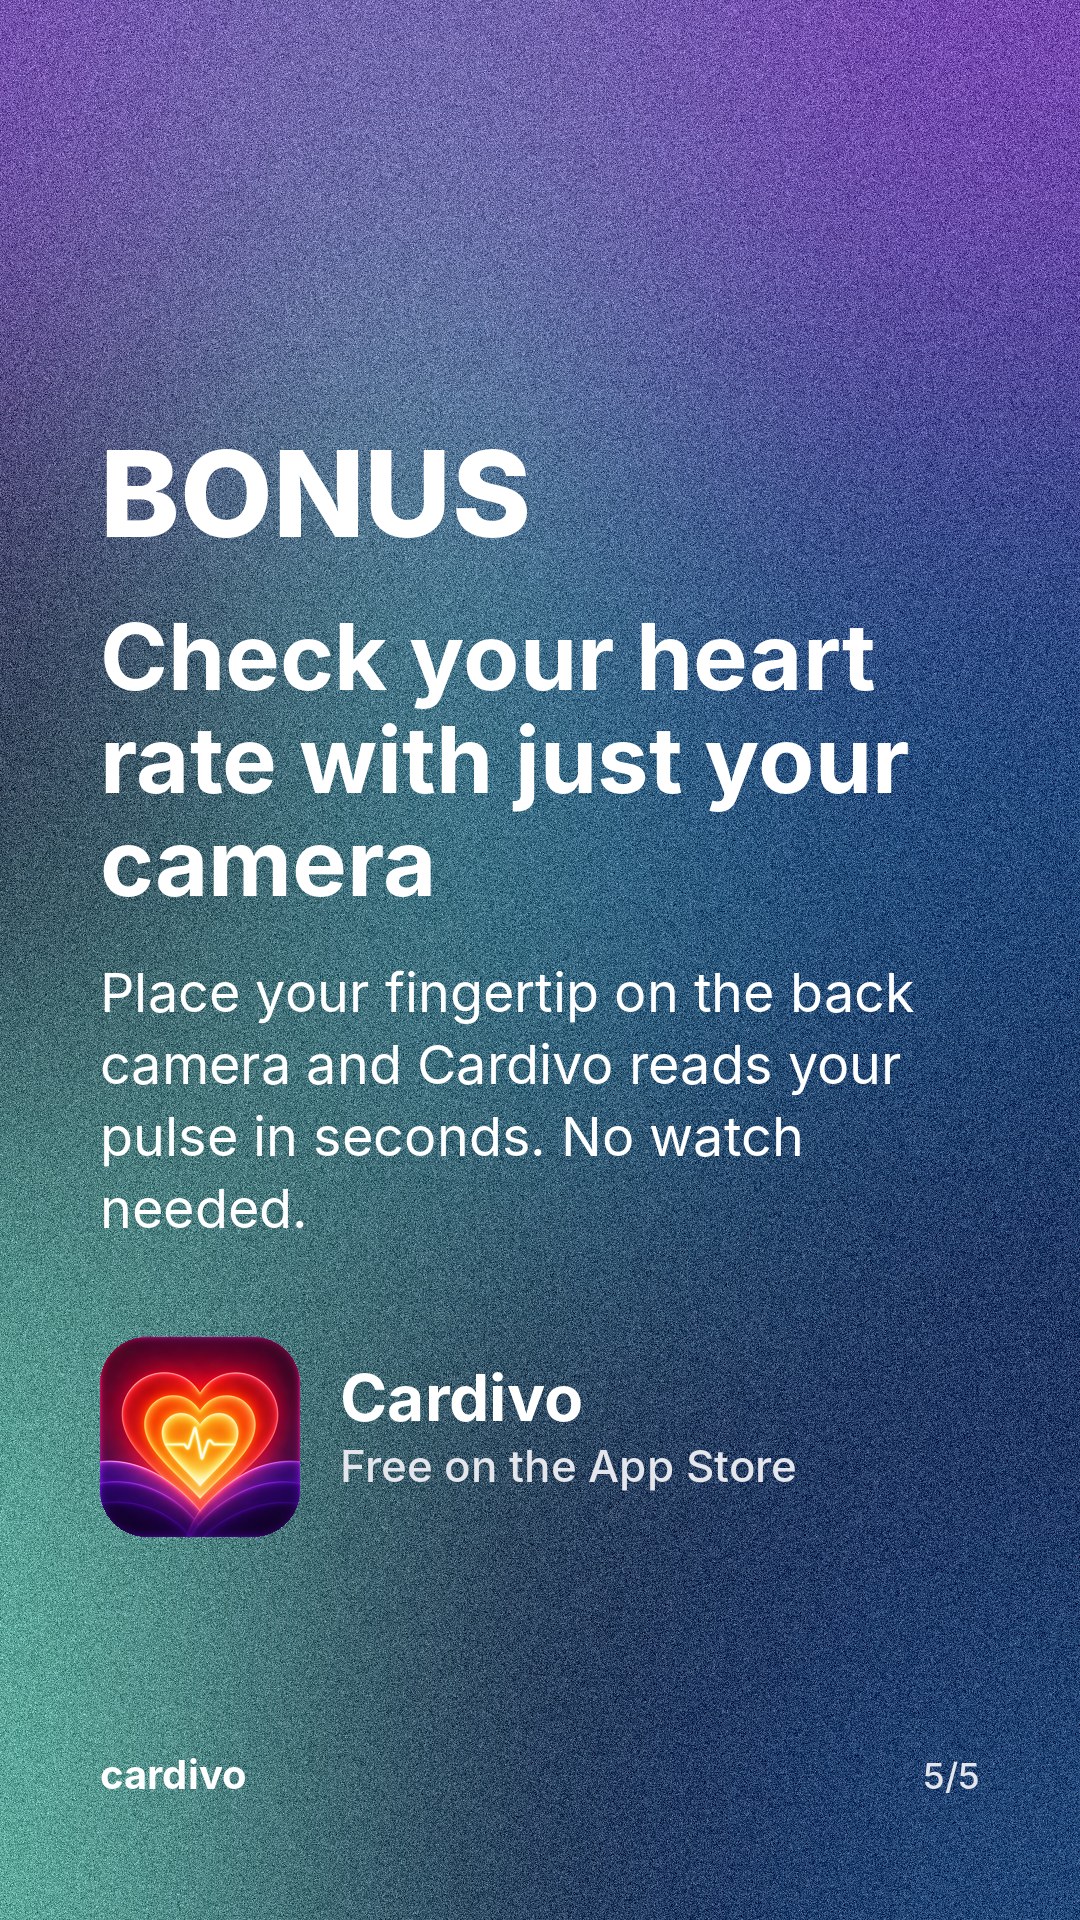 BONUS
Check your heart
rate with just your
camera
Place your fingertip on the back
camera and Cardivo reads your
pulse in seconds. No watch
needed.
Cardivo
Free on the App Store
cardivo
5/5